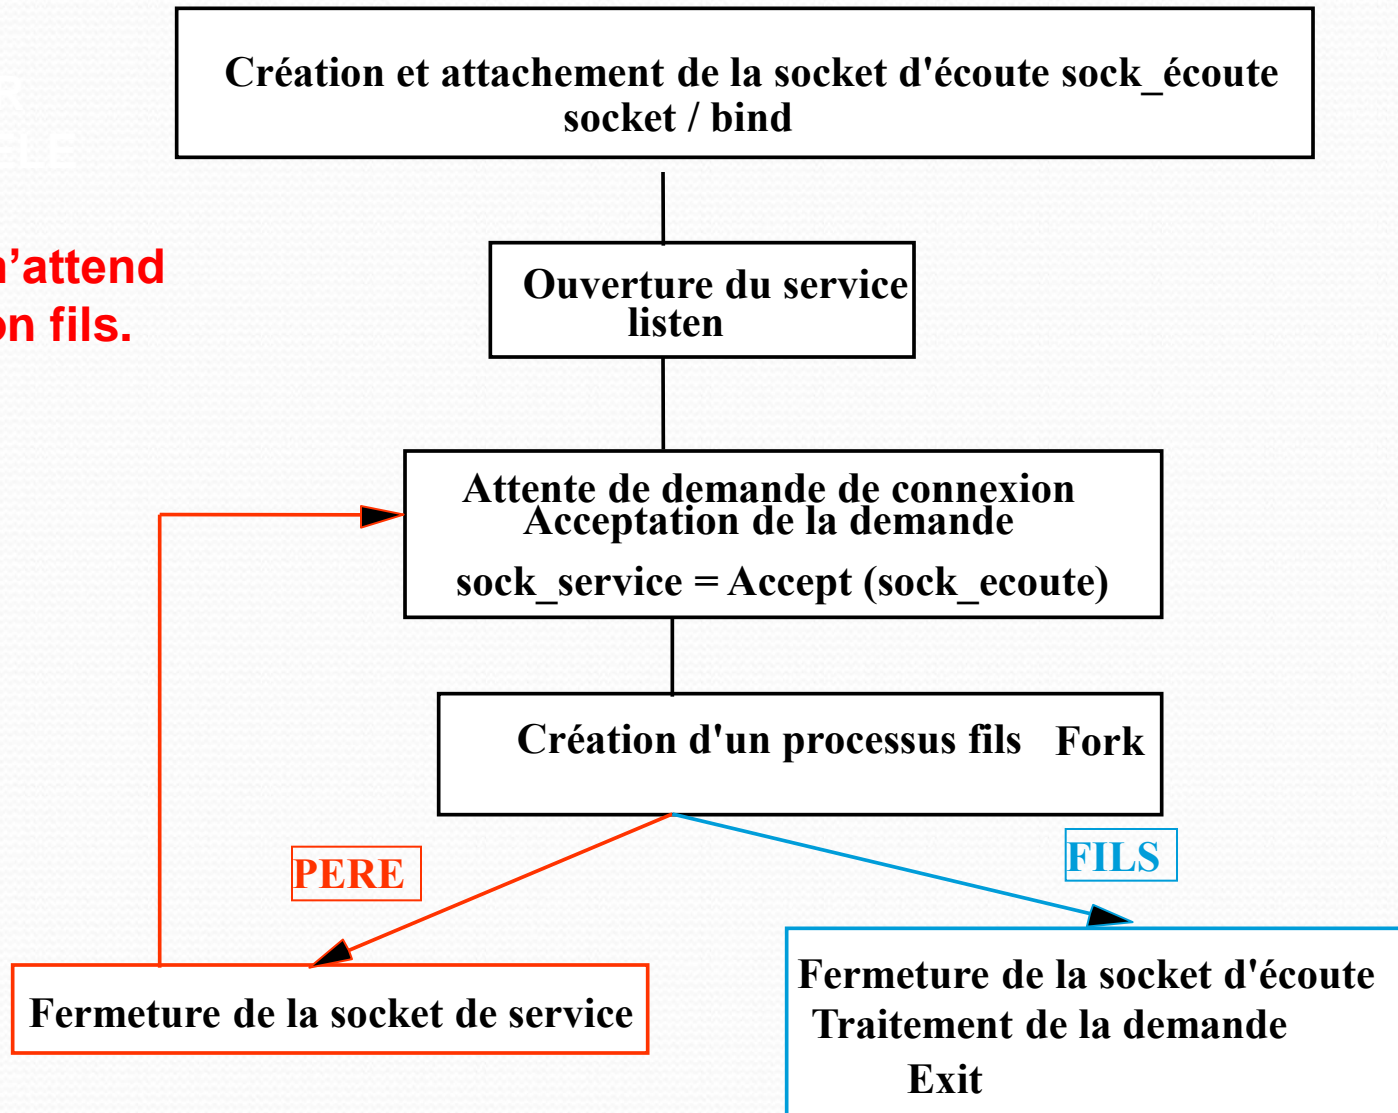 Création et attachement de la socket d'écoute sock_écoute
socket / bind
n’attend
on fils.
Ouverture du service
listen
Attente de demande de connexion
Acceptation de la demande
sock_service = Accept (sock_ecoute)
Création d'un processus fils Fork
PERE
FILS
Fermeture de la socket de service
Fermeture de la socket d'écoute
Traitement de la demande
Exit